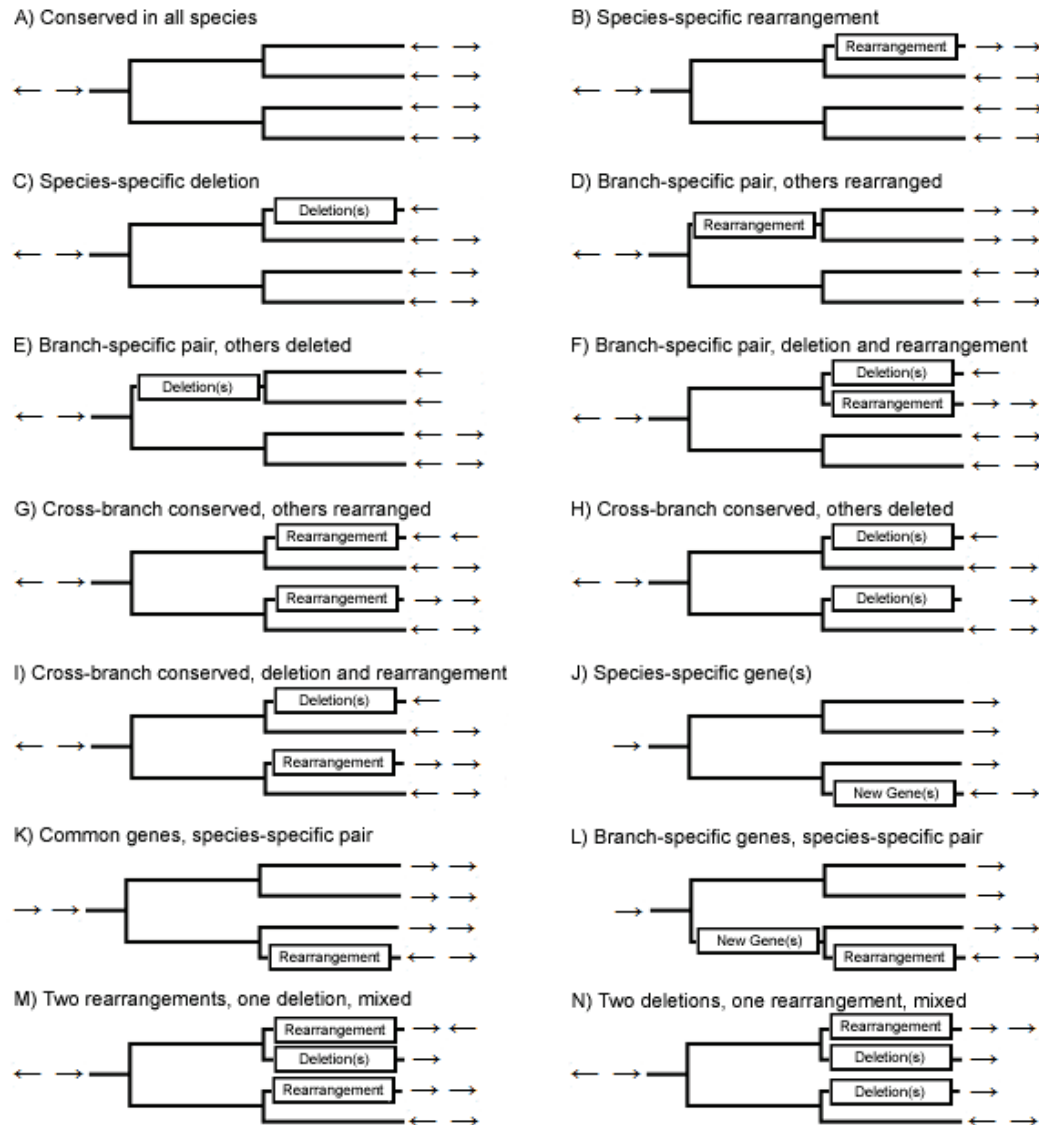 A) Conserved in all species
B) Species-specific rearrangement
Rearrangement
C) Species-specific deletion
Deletion(s)
D) Branch-specific pair, others rearranged
Rearrangement
E) Branch-specific pair, others deleted
Deletion(s)
F) Branch-specific pair, deletion and rearrangement
Deletion(s)
Rearrangement
G) Cross-branch conserved, others rearranged
Rearrangement
Rearrangement
H) Cross-branch conserved, others deleted
Deletion(s)
Deletion(s)
I) Cross-branch conserved, deletion and rearrangement
Deletion(s)
Rearrangement
J) Species-specific gene(s)
New Gene(s)
K) Common genes, species-specific pair
Rearrangement
L) Branch-specific genes, species-specific pair
New Gene(s)
Rearrangement
M) Two rearrangements, one deletion, mixed
Rearrangement
Deletion(s)
Rearrangement
N) Two deletions, one rearrangement, mixed
Rearrangement
Deletion(s)
Deletion(s)